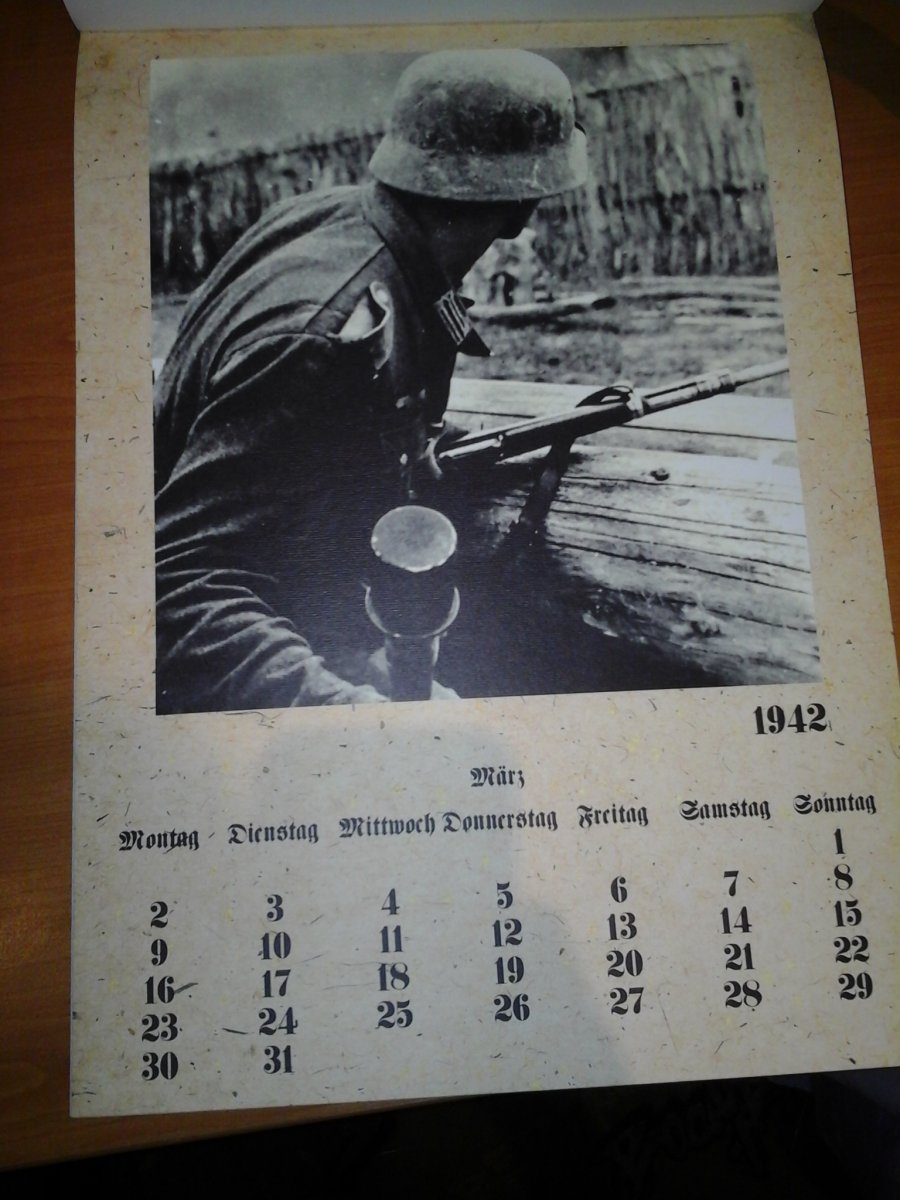 1942
März
Montag Dienstag Mittwoch Donnerstag Freitag Samstag Sonntag
1
2 3 4 5 6 7 8
9 10 11 12 13 14 15
16 17 18 19 20 21 22
23 24 25 26 27 28 29
30 31